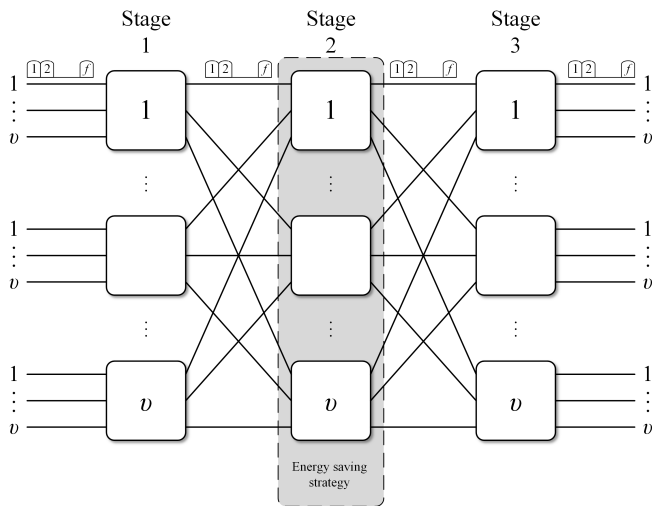 Stage Stage Stage
1 2 3
1 2 f 1 2 f 1 2 f 1 2 f
1 1 1 1 1
⋮ ⋮
υ υ
⋮ ⋮ ⋮
1 1
⋮ ⋮
υ υ
⋮ ⋮ ⋮
1 1
⋮ υ υ υ ⋮
υ υ
Energy saving
strategy